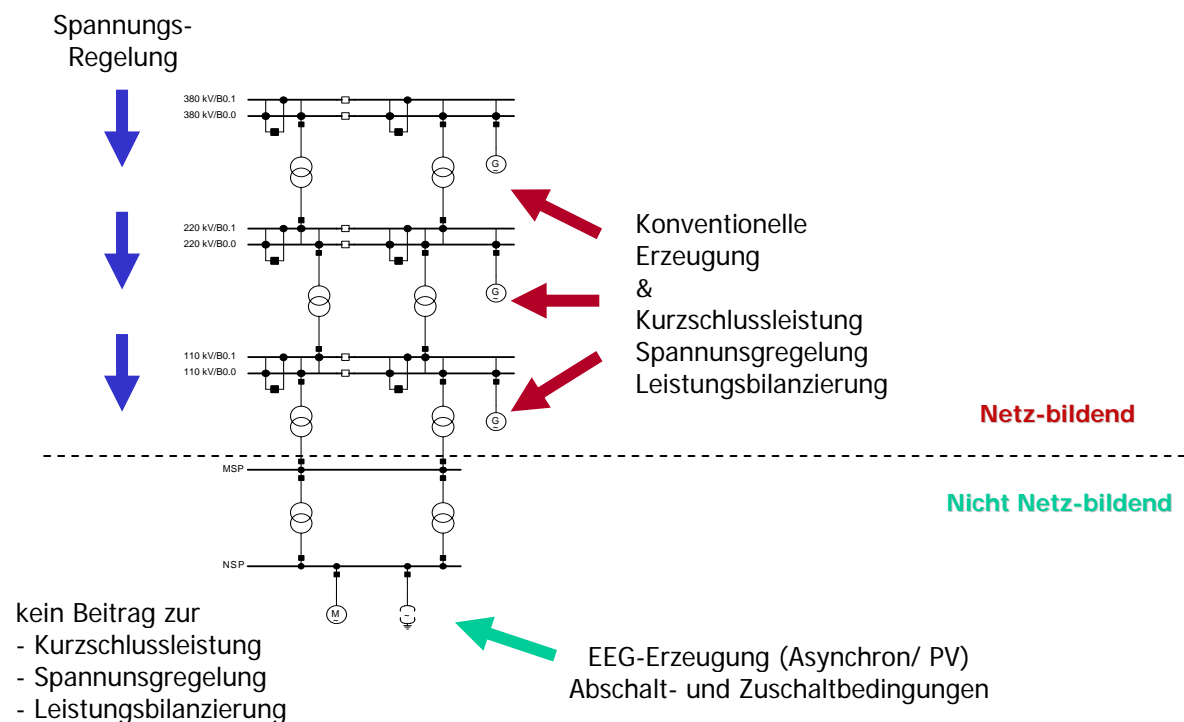 Spannungs-
Regelung
380 kV/B0.1
380 kV/B0.0
G
~
220 kV/B0.1
220 kV/B0.0
G
~
110 kV/B0.1
110 kV/B0.0
G
~
Konventionelle
Erzeugung
&
Kurzschlussleistung
Spannunsgregelung
Leistungsbilanzierung
Netz-bildend
MSP
Nicht Netz-bildend
NSP
M
~
~
kein Beitrag zur
- Kurzschlussleistung
- Spannunsgregelung
- Leistungsbilanzierung
EEG-Erzeugung (Asynchron/ PV)
Abschalt- und Zuschaltbedingungen